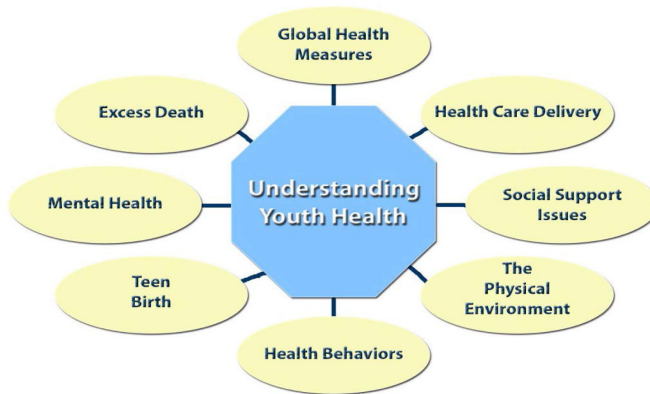 Global Health
Measures
Excess Death
Health Care Delivery
Mental Health
Understanding
Youth Health
Social Support
Issues
Teen
Birth
The
Physical
Environment
Health Behaviors